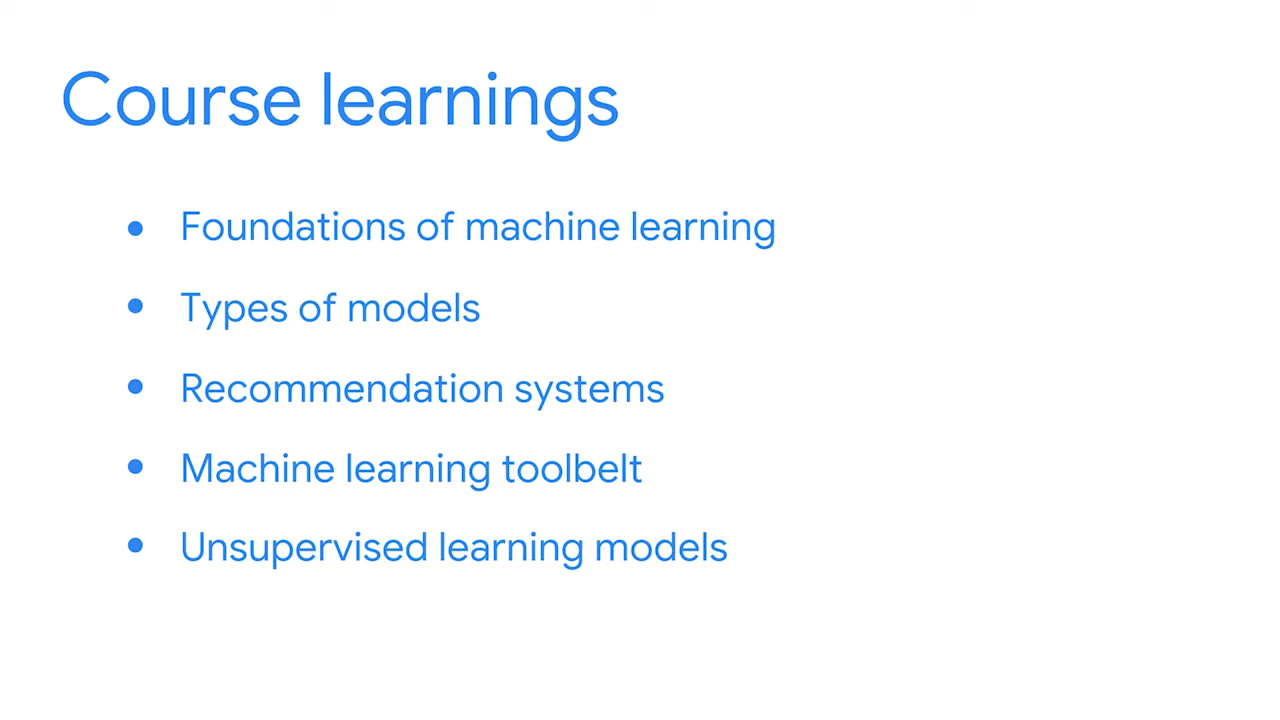 Course learnings
• Foundations of machine learning
• Types of models
• Recommendation systems
• Machine learning toolbelt
• Unsupervised learning models